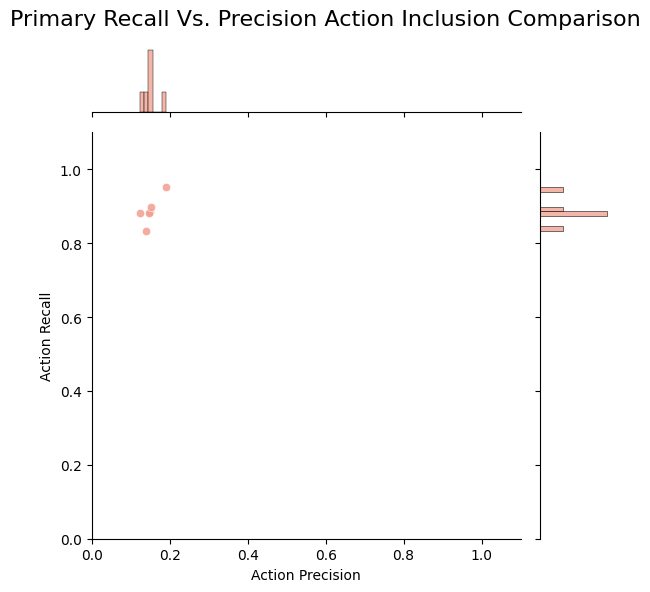 Primary Recall Vs. Precision Action Inclusion Comparison
1.0
0.8
0.6
0.4
0.2
0.0
Action Recall
0.0 0.2 0.4 0.6 0.8 1.0
Action Precision